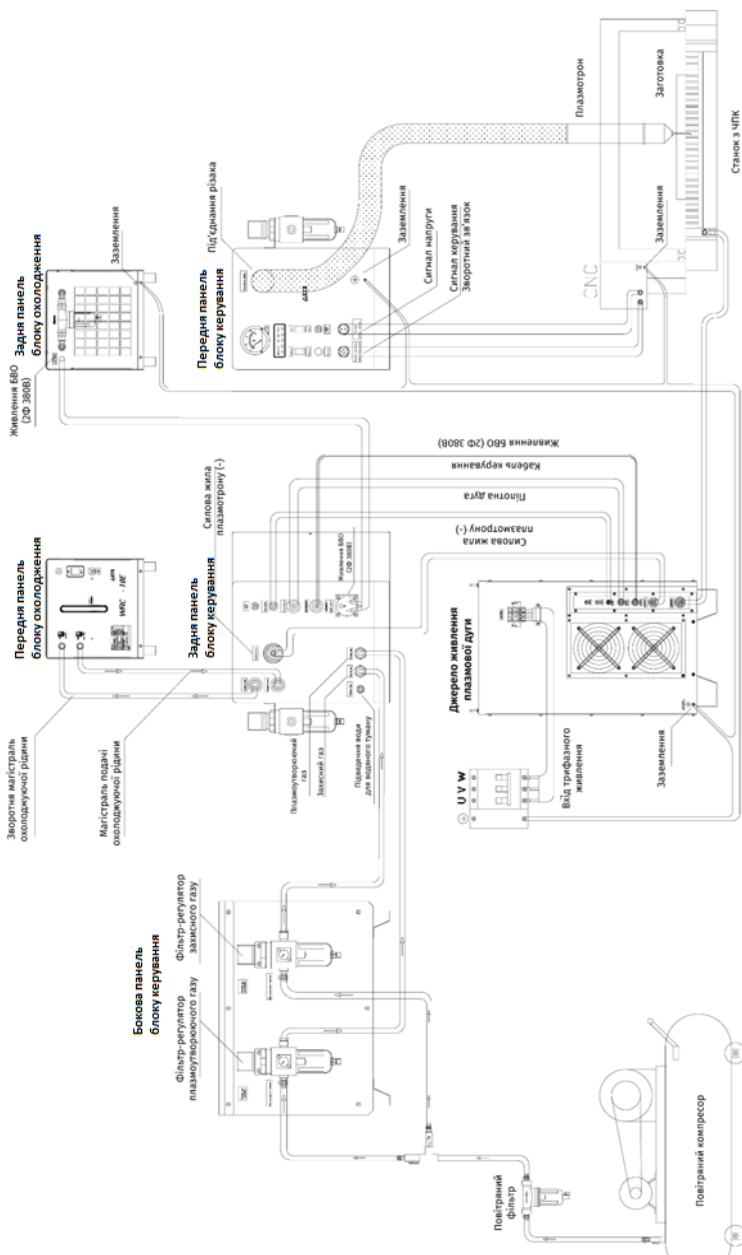 Задня панель
блоку охолодження
Заземлення
Живлення БВО
(2Ф 380В)
Передня панель
блоку керування
Під'єднання різака
Заземлення
Сигнал напруги
Сигнал керування
Зворотний зв'язок
Плазмотрон
Заготовка
Станок з ЧПК
Заземлення
CNC
Передня панель
блоку охолодження
WRC - 18E
Зворотня магістраль
охолоджуючої рідини
Магістраль подачі
охолоджуючої рідини
Задня панель
блоку керування
Силова жила
плазмотрону (-)
Живлення БВО
(2Ф 380В)
Плазмоутворюючий
газ
Захисний газ
Підведення води
для водяного туману
Живлення БВО (2Ф 380В)
Кабель керування
Пілотна дуга
Силова жила
плазмотрону (-)
Джерело живлення
плазмової дуги
U V W
Вхід трифазного
живлення
Заземлення
Бокова панель
блоку керування
Фільтр-регулятор
захисного газу
Фільтр-регулятор
плазмоутворюючого газу
Повітряний
фільтр
Повітряний компресор